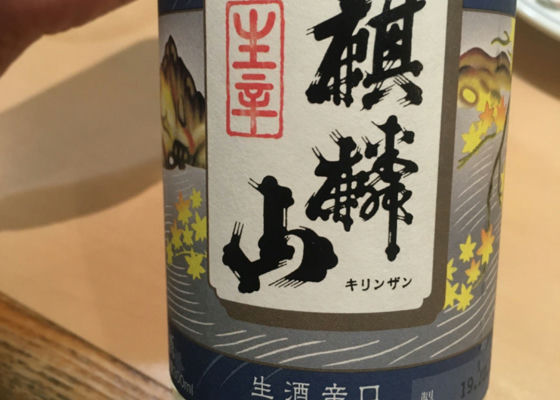 生辛
麒麟山
キリンザン
生酒辛口